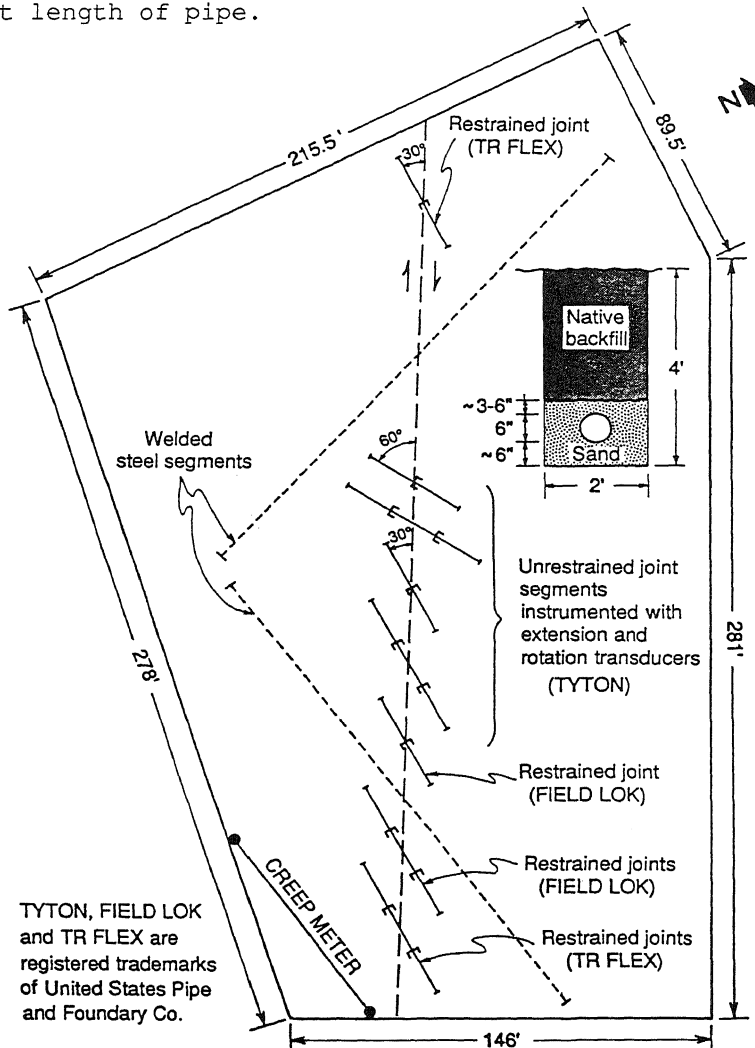 t length of pipe.
215.5'
89.5'
N
Restrained joint
(TR FLEX)
30°
Native
backfill
4'
~3-6"
6"
~6"
Sand
2'
Welded
steel segments
60°
30°
Unrestrained joint
segments
instrumented with
extension and
rotation transducers
(TYTON)
278'
281'
Restrained joint
(FIELD LOK)
Restrained joints
(FIELD LOK)
CREEP METER
Restrained joints
(TR FLEX)
TYTON, FIELD LOK
and TR FLEX are
registered trademarks
of United States Pipe
and Foundary Co.
146'